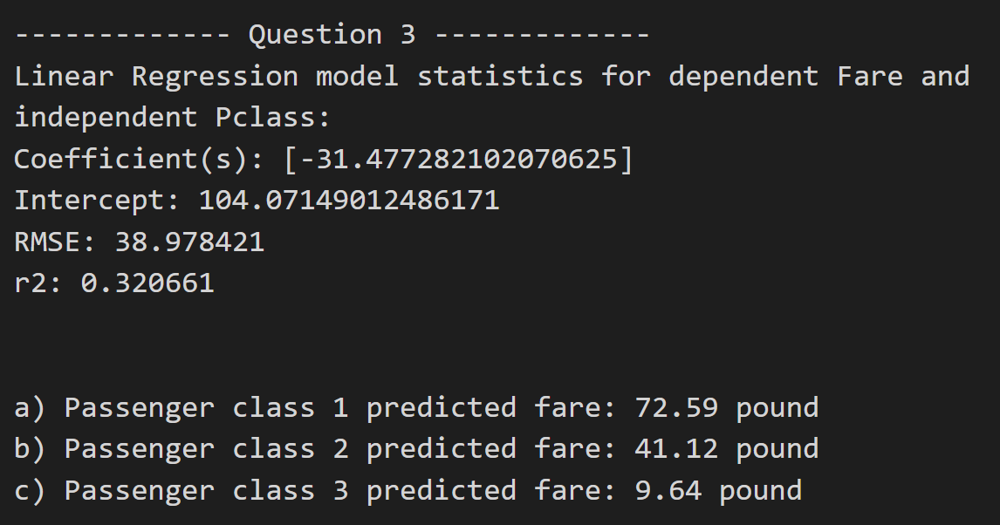 ------------- Question 3 -------------
Linear Regression model statistics for dependent Fare and
independent Pclass:
Coefficient(s): [-31.477282102070625]
Intercept: 104.07149012486171
RMSE: 38.978421
r2: 0.320661
a) Passenger class 1 predicted fare: 72.59 pound
b) Passenger class 2 predicted fare: 41.12 pound
c) Passenger class 3 predicted fare: 9.64 pound